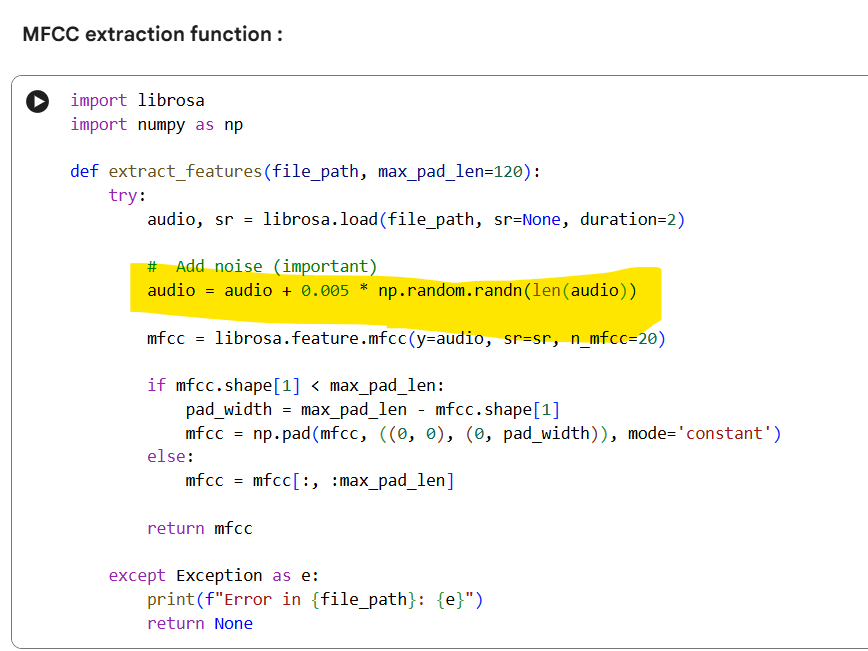 MFCC extraction function :
import librosa
import numpy as np
def extract_features(file_path, max_pad_len=120):
try:
audio, sr = librosa.load(file_path, sr=None, duration=2)
#  Add noise (important)
audio = audio + 0.005 * np.random.randn(len(audio))
mfcc = librosa.feature.mfcc(y=audio, sr=sr, n_mfcc=20)
if mfcc.shape[1] < max_pad_len:
pad_width = max_pad_len - mfcc.shape[1]
mfcc = np.pad(mfcc, ((0, 0), (0, pad_width)), mode='constant')
else:
mfcc = mfcc[:, :max_pad_len]
return mfcc
except Exception as e:
print(f"Error in {file_path}: {e}")
return None